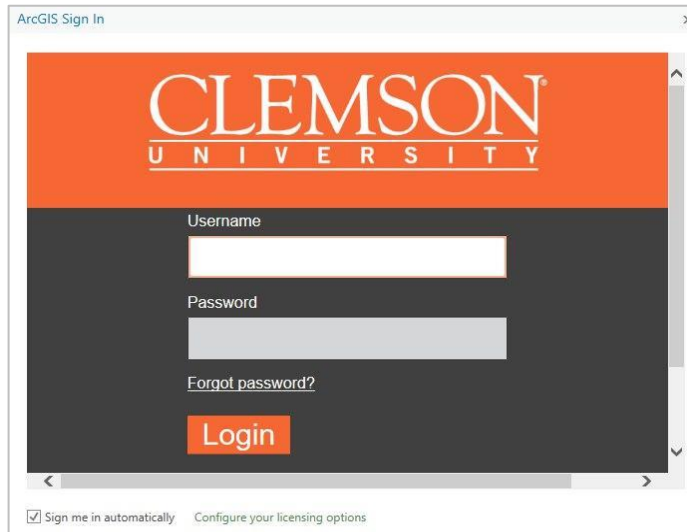 ArcGIS Sign In
CLEMSON
UNIVERSITY
Username
Password
Forgot password?
Login
Sign me in automatically Configure your licensing options